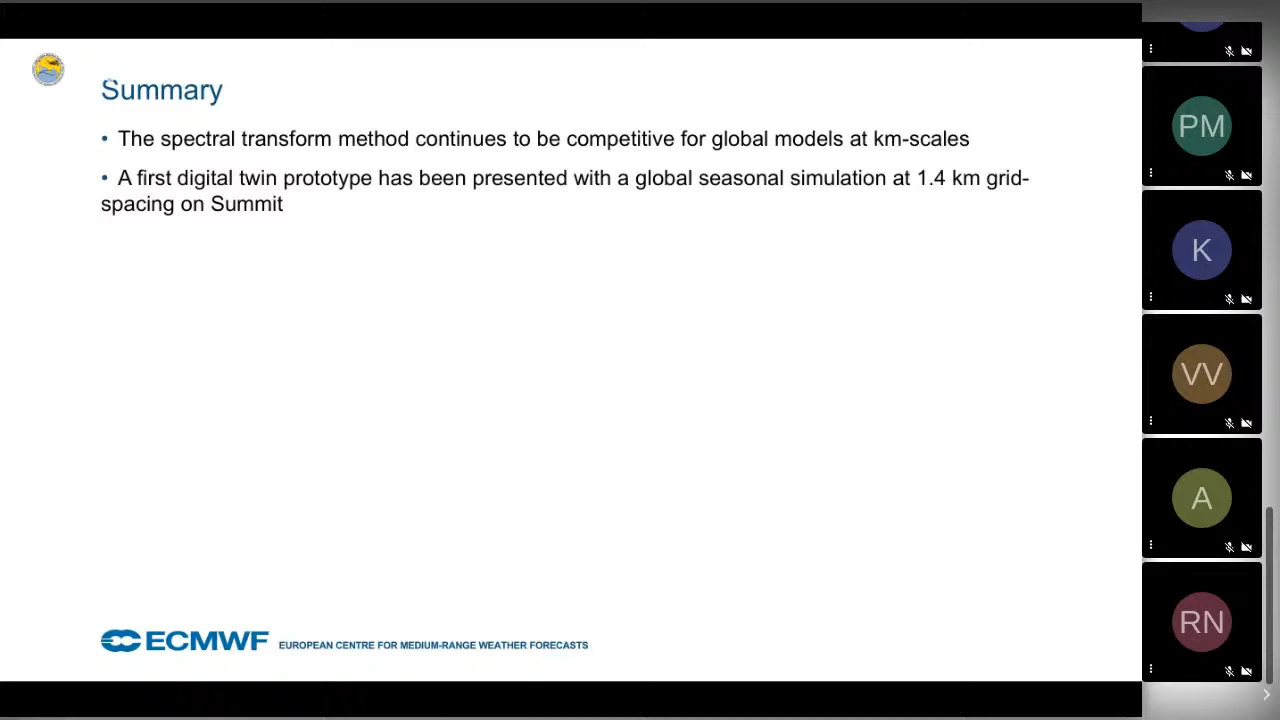 Summary
• The spectral transform method continues to be competitive for global models at km-scales
• A first digital twin prototype has been presented with a global seasonal simulation at 1.4 km grid-
spacing on Summit
ECMWF EUROPEAN CENTRE FOR MEDIUM-RANGE WEATHER FORECASTS
PM
K
VV
A
RN